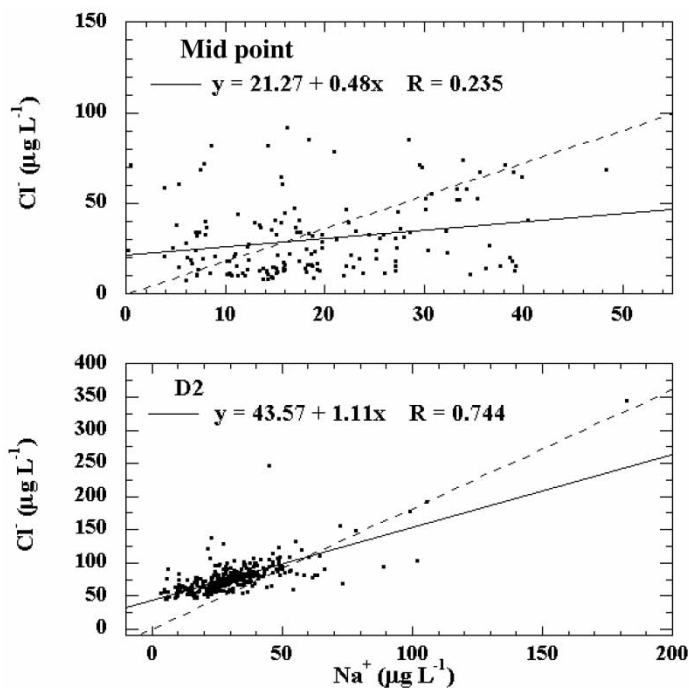 150
Mid point
y = 21.27 + 0.48x R = 0.235
100
Cl⁻ (µg L⁻¹)
50
0
0 10 20 30 40 50
400
D2
350
y = 43.57 + 1.11x R = 0.744
300
250
200
Cl⁻ (µg L⁻¹)
150
100
50
0
0 50 100 150 200
Na⁺ (µg L⁻¹)